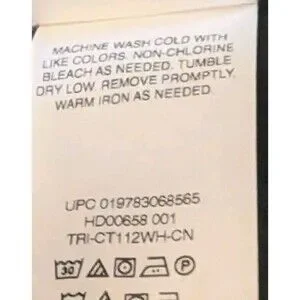 MACHINE WASH COLD WITH
LIKE COLORS. NON-CHLORINE
BLEACH AS NEEDED. TUMBLE
DRY LOW. REMOVE PROMPTLY.
WARM IRON AS NEEDED.
UPC 019783068565
HD00658 001
TRI-CT112WH-CN
30 P